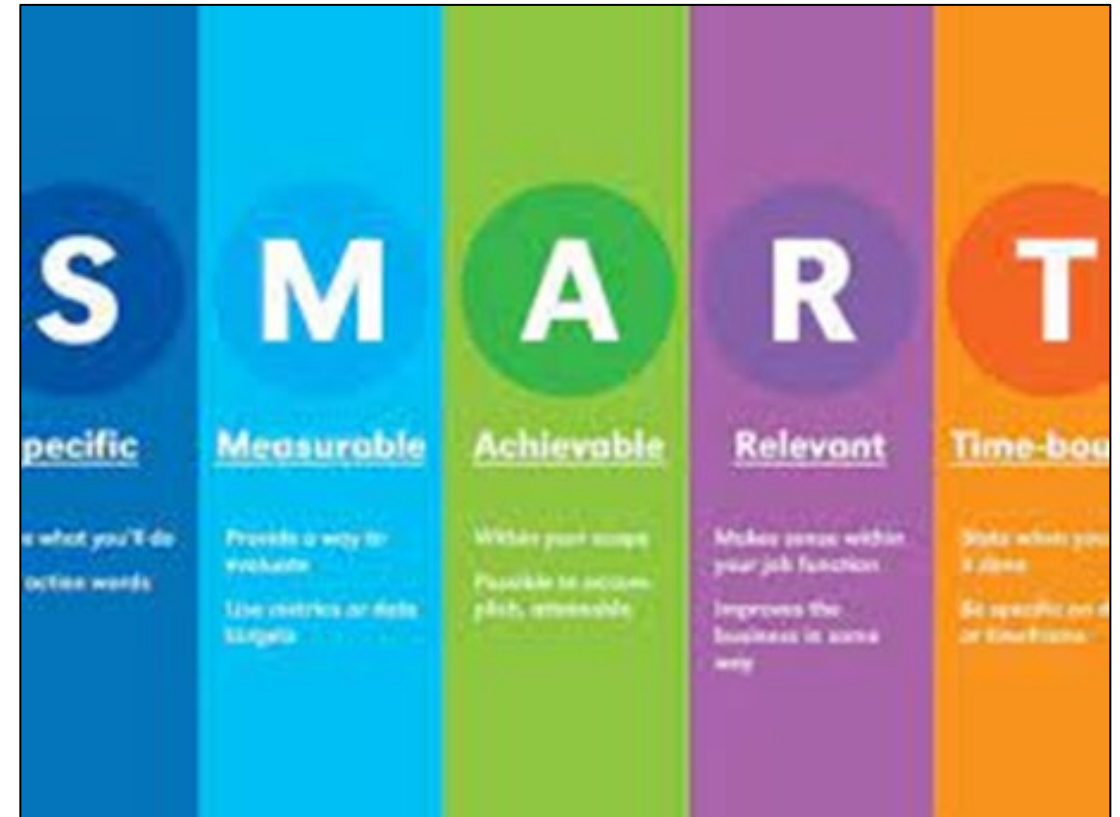 S
pecific
what you'll do
action words
M
Measurable
Provide a way to
evaluate
Use metrics or data
targets
A
Achievable
Within your scope
Possible to accom-
plish, attainable
R
Relevant
Makes sense within
your job function
Improves the
business in some
way
T
Time-bou
State when you
it done
Be specific on d
or timeframe